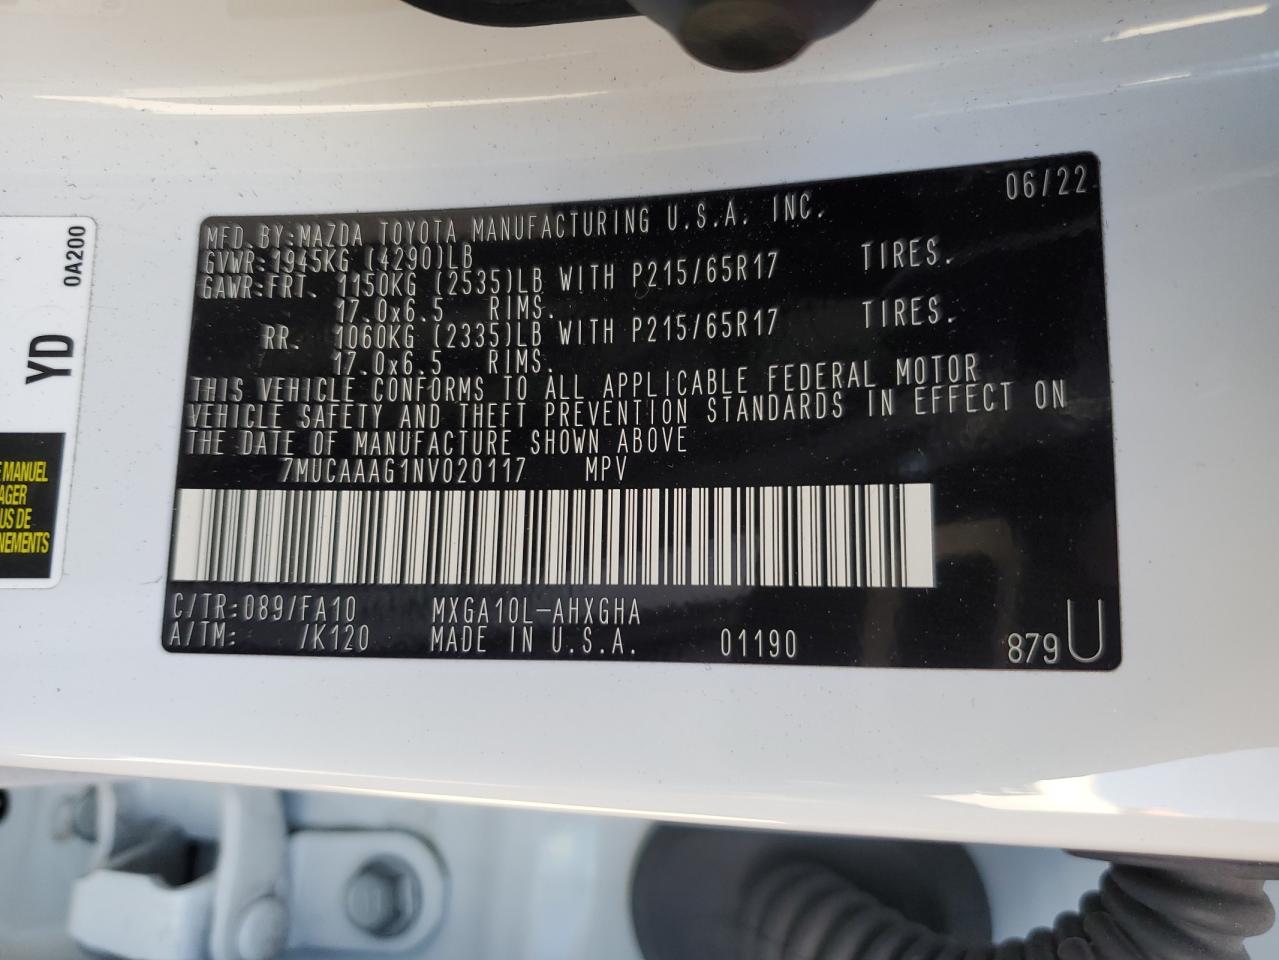 06/22
MFD.BY:MAZDA TOYOTA MANUFACTURING U.S.A. INC.
GVWR:1945KG (4290)LB
GAWR:FRT. 1150KG (2535)LB WITH P215/65R17 TIRES.
17.0x6.5 RIMS.
RR. 1060KG (2335)LB WITH P215/65R17 TIRES.
17.0x6.5 RIMS.
THIS VEHICLE CONFORMS TO ALL APPLICABLE FEDERAL MOTOR
VEHICLE SAFETY AND THEFT PREVENTION STANDARDS IN EFFECT ON
THE DATE OF MANUFACTURE SHOWN ABOVE
7MUCAAAG1NV020117 MPV
C/TR:089/FA10 MXGA10L-AHXGHA
A/TM: /K120 MADE IN U.S.A. 01190 879U
0A200
YD
MANUEL
US DE